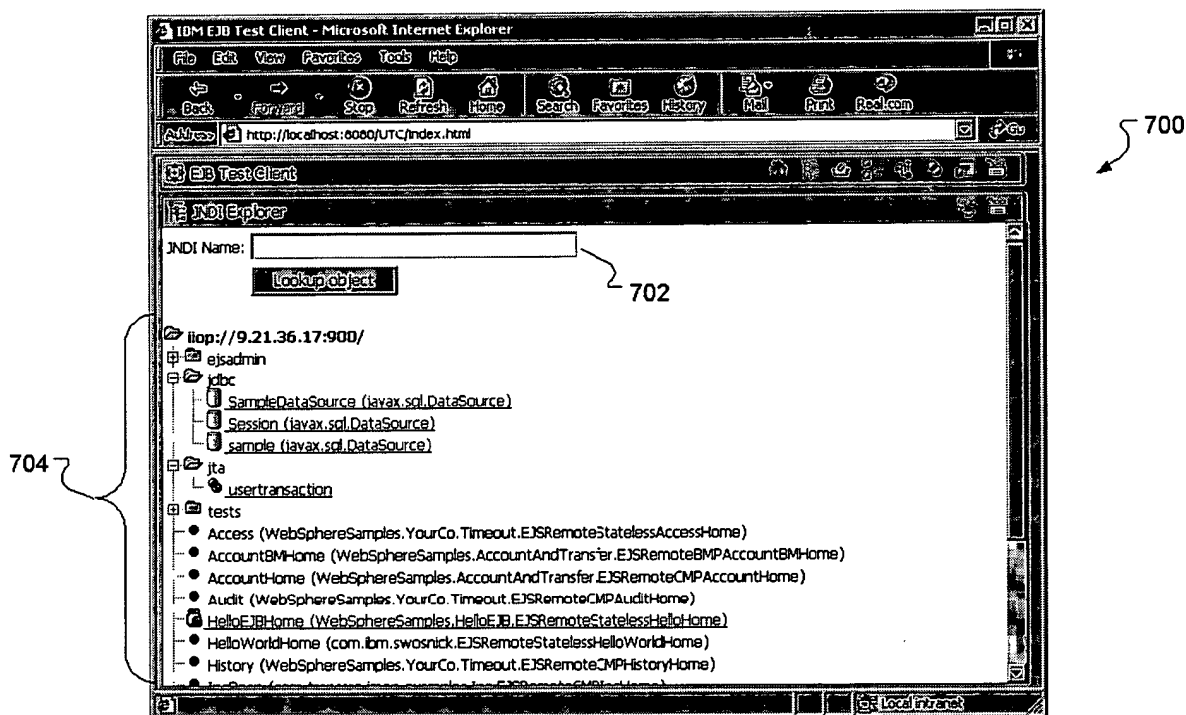 IBM EJB Test Client - Microsoft Internet Explorer
File Edit View Favorites Tools Help
Back Forward Stop Refresh Home Search Favorites History Mail Print Real.com
Address http://localhost:8080/UTC/index.html Go
700
EJB Test Client
JNDI Explorer
JNDI Name:
702
Lookup object
iiop://9.21.36.17:900/
ejsadmin
jdbc
SampleDataSource (javax.sql.DataSource)
Session (javax.sql.DataSource)
sample (javax.sql.DataSource)
704
jta
usertransaction
tests
Access (WebSphereSamples.YourCo.Timeout.EJSRemoteStatelessAccessHome)
AccountBMHome (WebSphereSamples.AccountAndTransfer.EJSRemoteBMPAccountBMHome)
AccountHome (WebSphereSamples.AccountAndTransfer.EJSRemoteCMPAccountHome)
Audit (WebSphereSamples.YourCo.Timeout.EJSRemoteCMPAuditHome)
HelloEJBHome (WebSphereSamples.HelloEJB.EJSRemoteStatelessHelloHome)
HelloWorldHome (com.ibm.swosnick.EJSRemoteStatelessHelloWorldHome)
History (WebSphereSamples.YourCo.Timeout.EJSRemoteCMPHistoryHome)
Local intranet